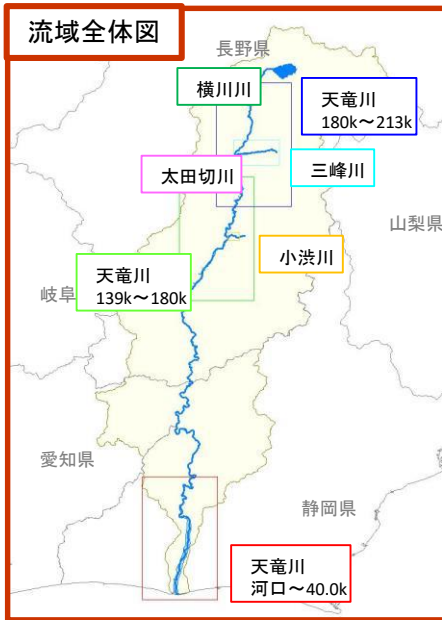 流域全体図
長野県
横川川
天竜川
180k～213k
太田切川
三峰川
山梨県
小渋川
天竜川
139k～180k
岐阜
愛知県
静岡県
天竜川
河口～40.0k